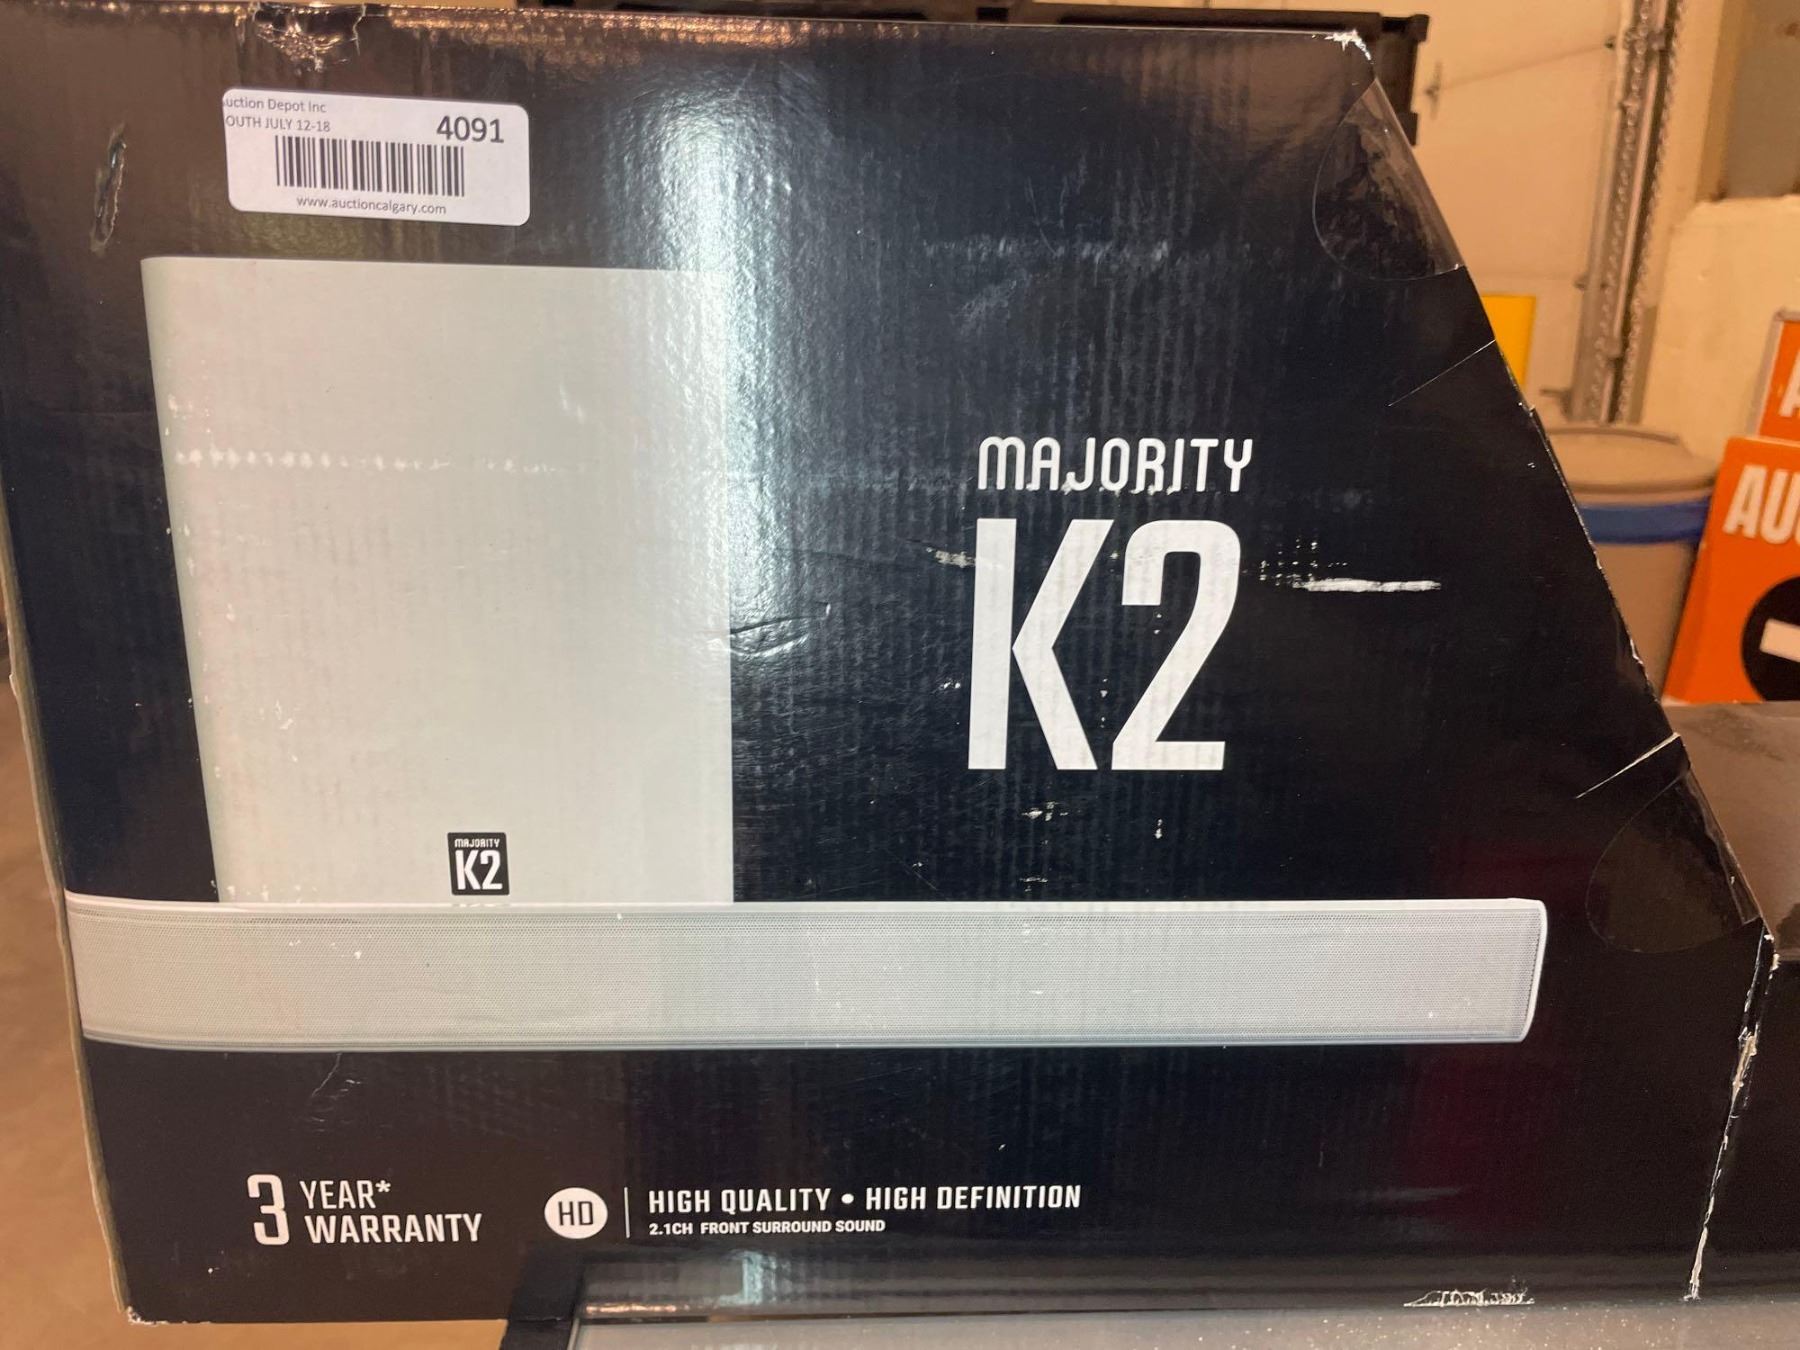 uction Depot Inc
OUTH JULY 12-18
4091
www.auctioncalgary.com
MAJORITY
K2
MAJORITY
K2
3 YEAR*
WARRANTY
HD
HIGH QUALITY • HIGH DEFINITION
2.1CH FRONT SURROUND SOUND
AU